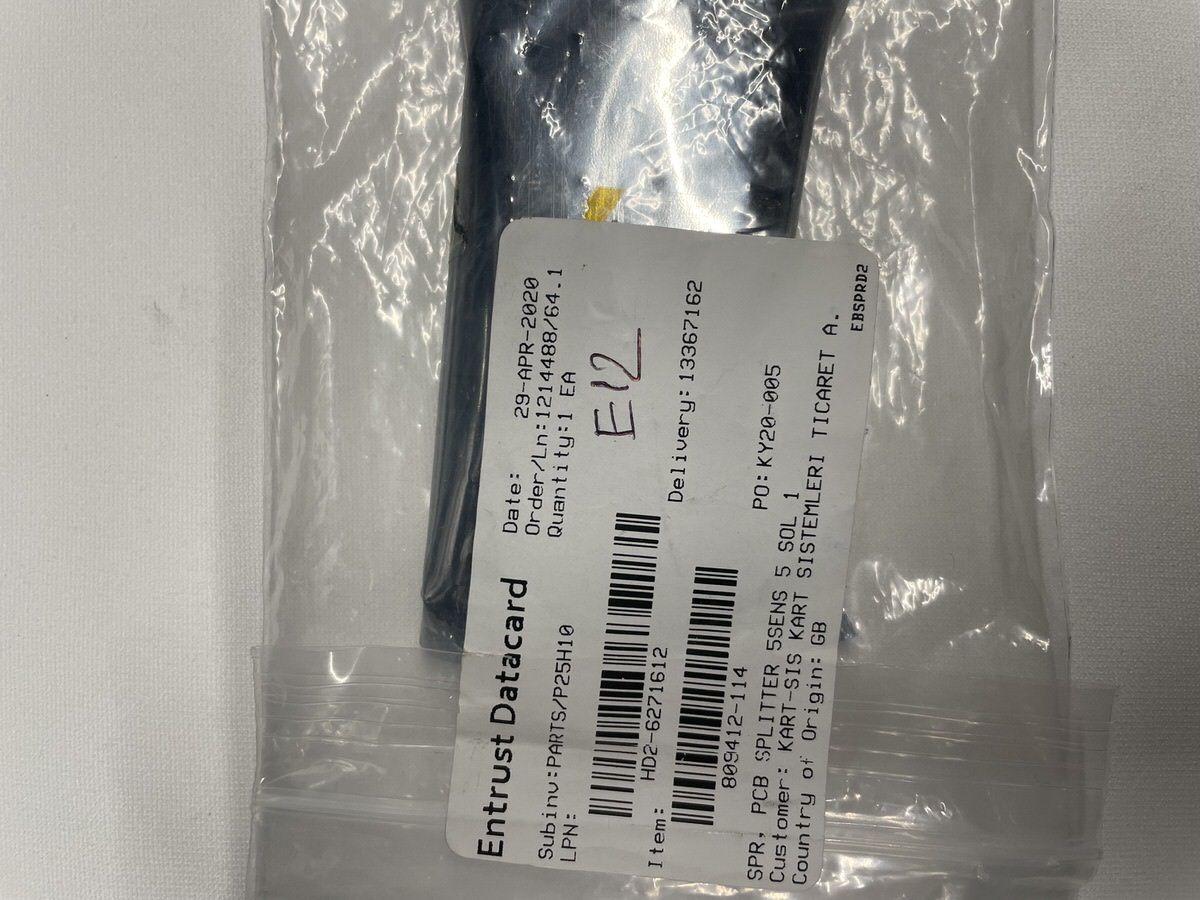 Entrust Datacard
Date: 29-APR-2020
Subinv:PARTS/P25H10
Order/Ln:1214488/64.1
LPN:
Quantity:1 EA
E12
HD2-6271612
Item:
Delivery:13367162
809412-114
PO:KY20-005
SPR, PCB SPLITTER 5SENS 5 SOL 1
Customer: KART-SIS KART SISTEMLERI TICARET A.
Country of Origin: GB
EBSPRD2